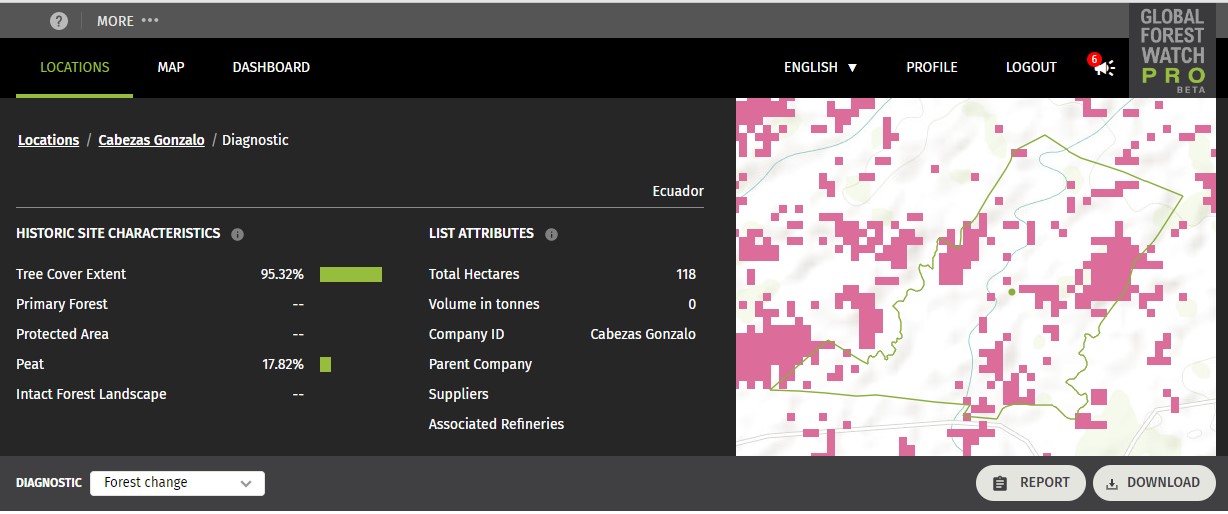 ? MORE •••
GLOBAL
FOREST
WATCH
PRO
BETA
LOCATIONS MAP DASHBOARD ENGLISH ▼ PROFILE LOGOUT 6
Locations / Cabezas Gonzalo / Diagnostic
Ecuador
HISTORIC SITE CHARACTERISTICS i
Tree Cover Extent 95.32%
Primary Forest --
Protected Area --
Peat 17.82%
Intact Forest Landscape --
LIST ATTRIBUTES i
Total Hectares 118
Volume in tonnes 0
Company ID Cabezas Gonzalo
Parent Company
Suppliers
Associated Refineries
DIAGNOSTIC Forest change REPORT DOWNLOAD